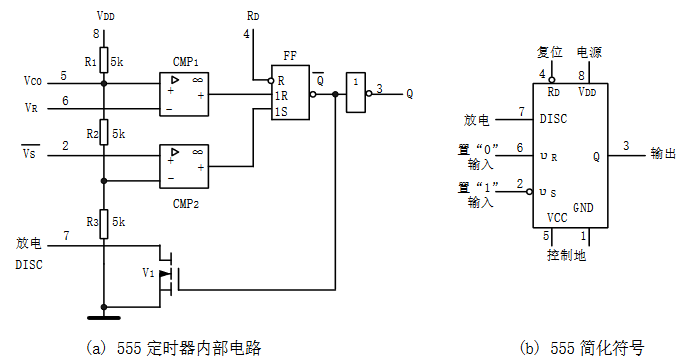 VDD
8
RD
4
R1 5k
CMP1
FF
VCO 5
+ ▷ ∞
R
Q̅
1
VR 6
− +
1R
3 Q
1S
R2 5k
V̅S̅ 2
+ ▷ ∞
− +
CMP2
R3 5k
放电 7
DISC
V1
(a) 555 定时器内部电路
复位 电源
4 8
RD VDD
放电 7 DISC
置“0” 6 υR Q 3 输出
输入
置“1” 2 υS
输入
VCC GND
5 1
控制地
(b) 555 简化符号